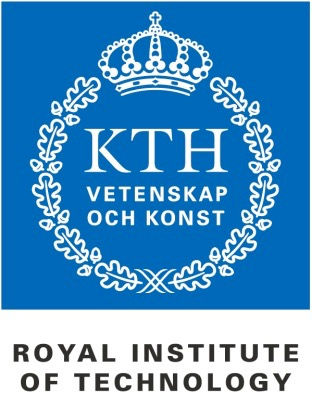 KTH
VETENSKAP
OCH KONST
ROYAL INSTITUTE
OF TECHNOLOGY